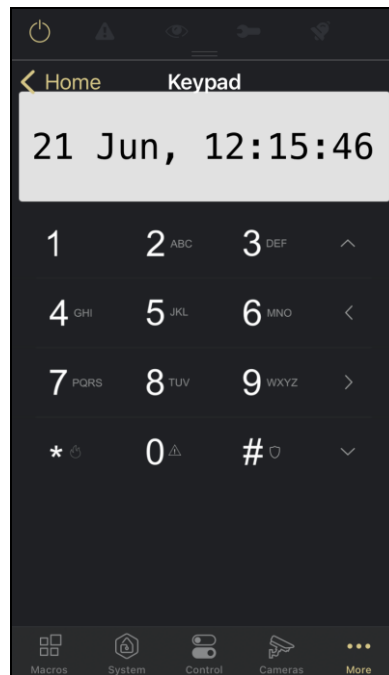 Home Keypad
21 Jun, 12:15:46
1 2 ABC 3 DEF
4 GHI 5 JKL 6 MNO
7 PQRS 8 TUV 9 WXYZ
* 0 #
Macros System Control Cameras More